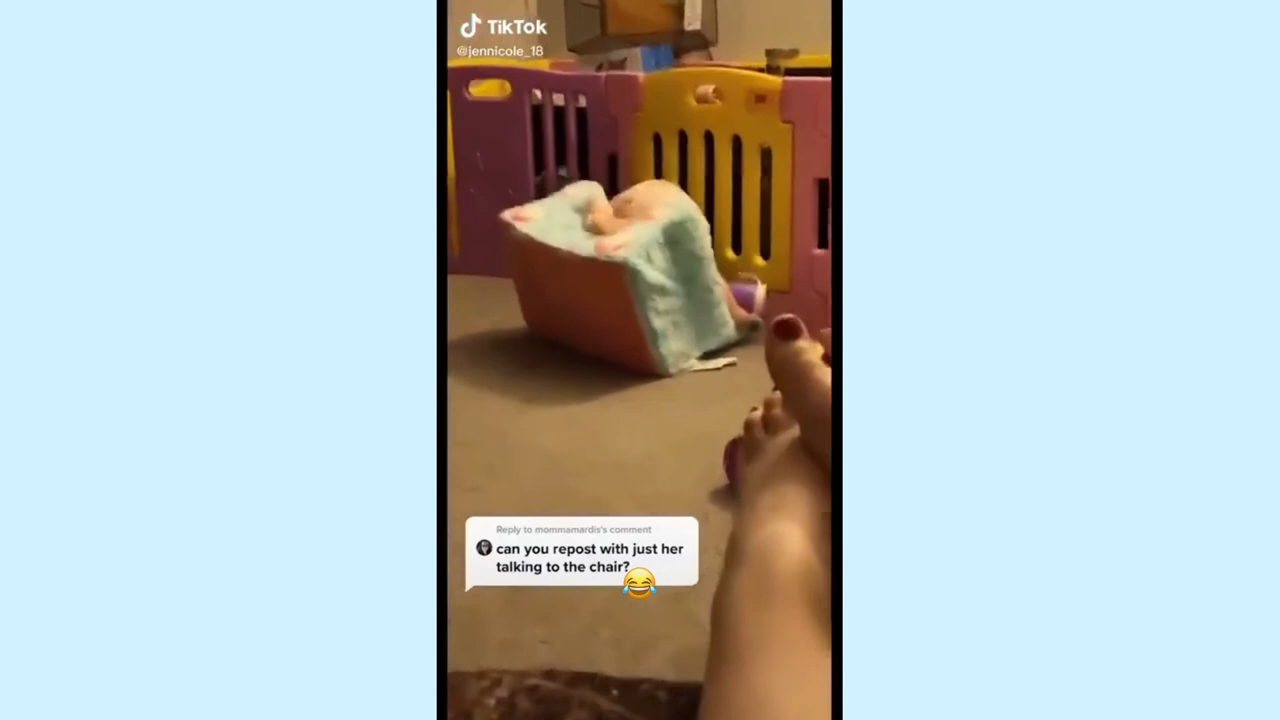 TikTok
@jennicole_18
Reply to mommamardis's comment
can you repost with just her
talking to the chair?